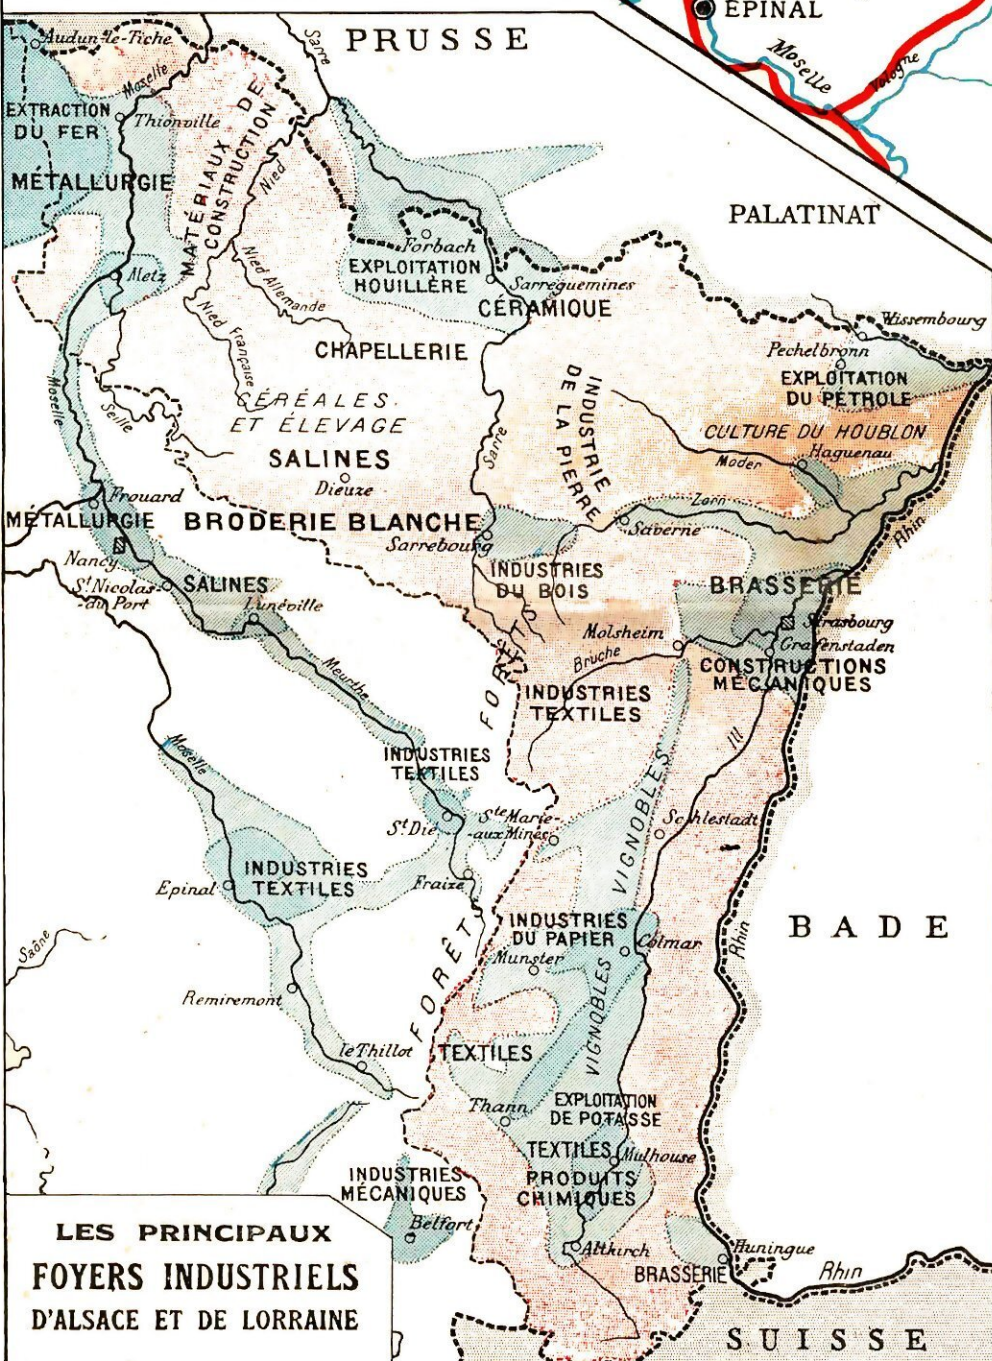 ÉPINAL
Moselle
Vologne
PRUSSE
Audun-le-Tiche
Sarre
Moselle
EXTRACTION
DU FER
Thionville
MATÉRIAUX DE
CONSTRUCTION
Nied
MÉTALLURGIE
PALATINAT
Forbach
EXPLOITATION
HOUILLÈRE
Metz
Nied Allemande
Sarreguemines
CÉRAMIQUE
Nied Française
Wissembourg
CHAPELLERIE
Pechelbronn
EXPLOITATION
DU PÉTROLE
Moselle
Seille
CÉRÉALES
ET ÉLEVAGE
INDUSTRIE
DE LA PIERRE
Sarre
CULTURE DU HOUBLON
Moder
Haguenau
SALINES
Dieuze
Frouard
MÉTALLURGIE
BRODERIE BLANCHE
Zorn
Saverne
Rhin
Nancy
Sarrebourg
St Nicolas-
du Port
SALINES
Lunéville
INDUSTRIES
DU BOIS
BRASSERIE
Strasbourg
Molsheim
Grafenstaden
Bruche
CONSTRUCTIONS
MÉCANIQUES
Meurthe
FORÊTS
INDUSTRIES
TEXTILES
Ill
Moselle
INDUSTRIES
TEXTILES
VIGNOBLES
St Dié
Ste Marie-
-aux Mines
Schlestadt
INDUSTRIES
TEXTILES
Epinal
Fraize
INDUSTRIES
DU PAPIER
Colmar
Munster
BADE
Rhin
Saône
Remiremont
FORÊT
VIGNOBLES
le Thillot
TEXTILES
Thann
EXPLOITATION
DE POTASSE
TEXTILES
Mulhouse
PRODUITS
CHIMIQUES
INDUSTRIES
MÉCANIQUES
Belfort
Altkirch
Huningue
BRASSERIE
Rhin
LES PRINCIPAUX
FOYERS INDUSTRIELS
D'ALSACE ET DE LORRAINE
SUISSE